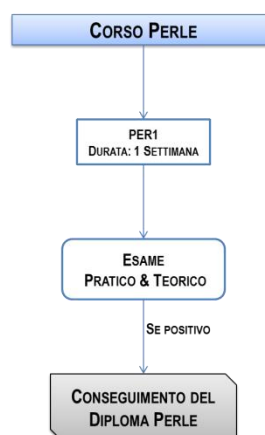 CORSO PERLE
PER1
DURATA: 1 SETTIMANA
ESAME
PRATICO & TEORICO
SE POSITIVO
CONSEGUIMENTO DEL
DIPLOMA PERLE